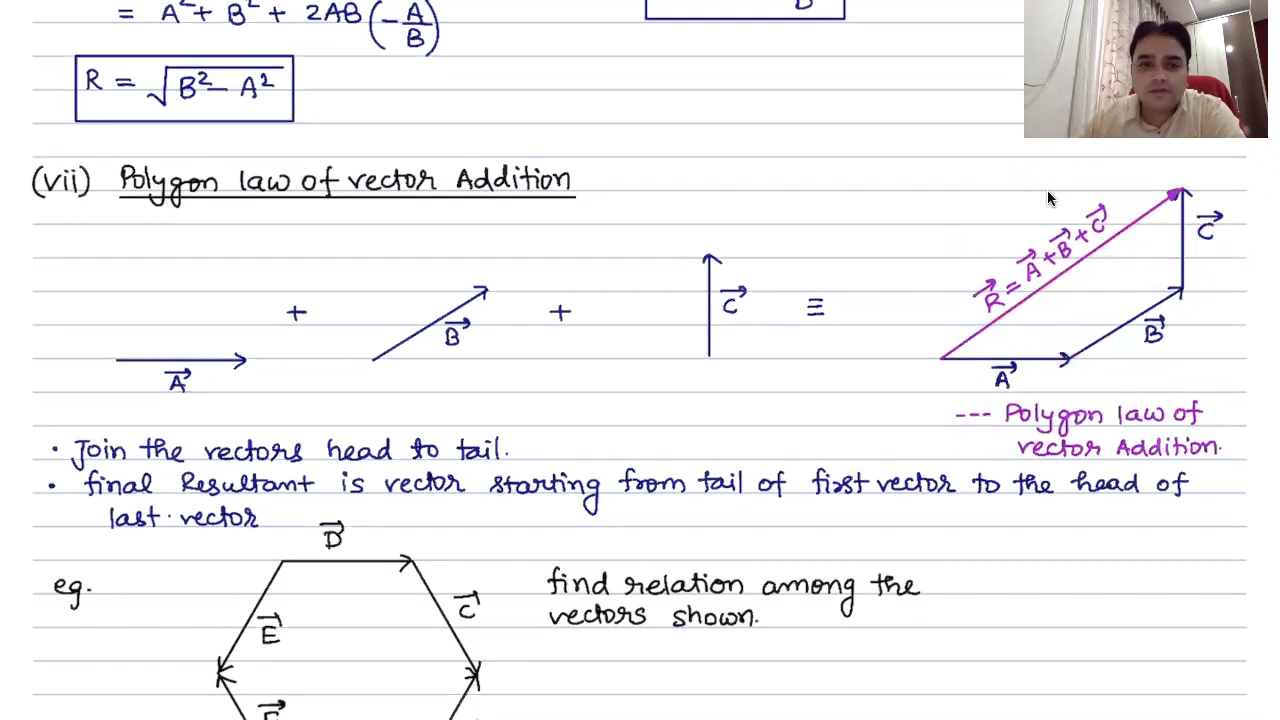 = A² + B² + 2AB (-A/B)
R = √B² - A²
(vii) Polygon law of vector Addition
A⃗ + B⃗ + C⃗ ≡
R⃗ = A⃗ + B⃗ + C⃗
A⃗ B⃗ C⃗
--- Polygon law of
vector Addition.
· Join the vectors head to tail.
· final Resultant is vector starting from tail of first vector to the head of
last vector
eg.
D⃗
C⃗
E⃗
find relation among the
vectors shown.